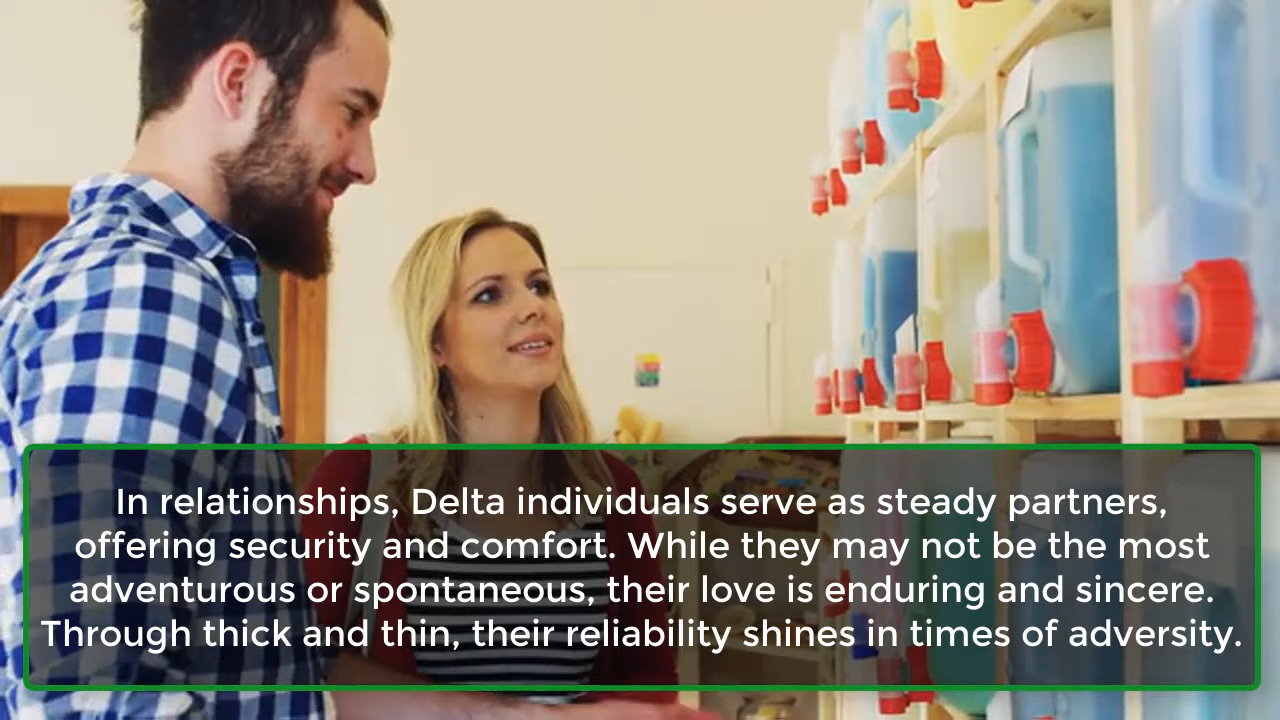 In relationships, Delta individuals serve as steady partners,
offering security and comfort. While they may not be the most
adventurous or spontaneous, their love is enduring and sincere.
Through thick and thin, their reliability shines in times of adversity.